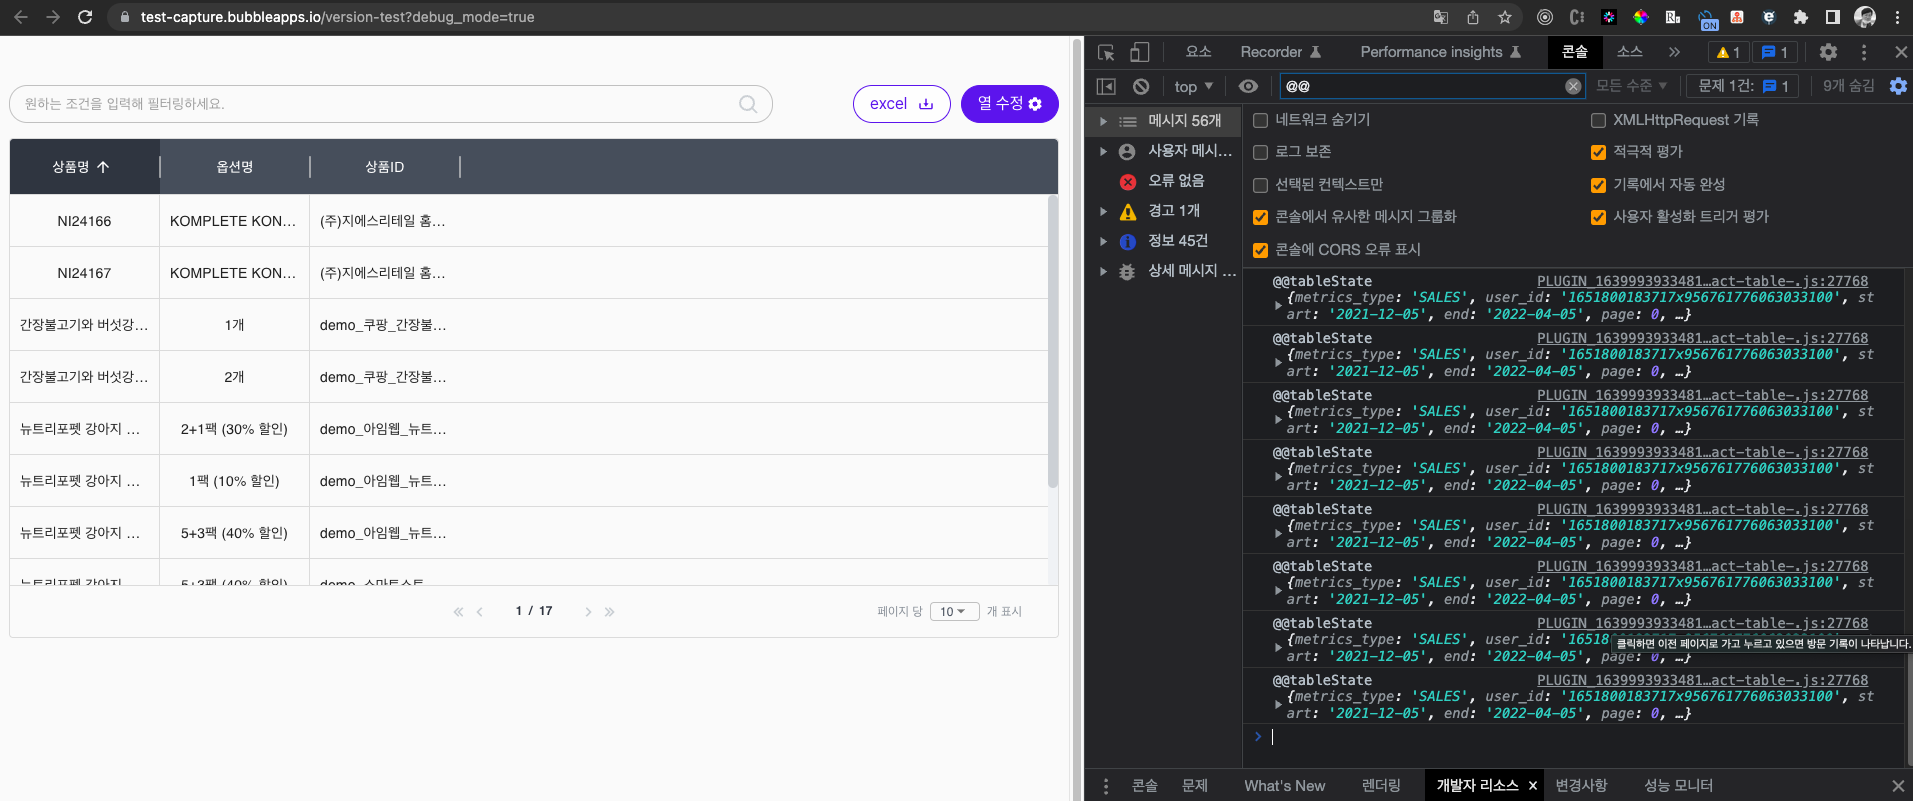 test-capture.bubbleapps.io/version-test?debug_mode=true
ON
원하는 조건을 입력해 필터링하세요.
excel
열 수정
상품명 옵션명 상품ID
NI24166 KOMPLETE KON... (주)지에스리테일 홈...
NI24167 KOMPLETE KON... (주)지에스리테일 홈...
간장불고기와 버섯강... 1개 demo_쿠팡_간장불...
간장불고기와 버섯강... 2개 demo_쿠팡_간장불...
뉴트리포펫 강아지 ... 2+1팩 (30% 할인) demo_아임웹_뉴트...
뉴트리포펫 강아지 ... 1팩 (10% 할인) demo_아임웹_뉴트...
뉴트리포펫 강아지 ... 5+3팩 (40% 할인) demo_아임웹_뉴트...
뉴트리포펫 강아지 5+3팩 (40% 할인) demo_스마트스트
« ‹ 1 / 17 › »
페이지 당 10 개 표시
요소 Recorder Performance insights 콘솔 소스 » 1 1
top @@ 모든 수준 문제 1건: 1 9개 숨김
메시지 56개
사용자 메시...
오류 없음
경고 1개
정보 45건
상세 메시지 ...
네트워크 숨기기 XMLHttpRequest 기록
로그 보존 적극적 평가
선택된 컨텍스트만 기록에서 자동 완성
콘솔에서 유사한 메시지 그룹화 사용자 활성화 트리거 평가
콘솔에 CORS 오류 표시
@@tableState PLUGIN_1639993933481…act-table-.js:27768
{metrics_type: 'SALES', user_id: '1651800183717x956761776063033100', st
art: '2021-12-05', end: '2022-04-05', page: 0, …}
@@tableState PLUGIN_1639993933481…act-table-.js:27768
{metrics_type: 'SALES', user_id: '1651800183717x956761776063033100', st
art: '2021-12-05', end: '2022-04-05', page: 0, …}
@@tableState PLUGIN_1639993933481…act-table-.js:27768
{metrics_type: 'SALES', user_id: '1651800183717x956761776063033100', st
art: '2021-12-05', end: '2022-04-05', page: 0, …}
@@tableState PLUGIN_1639993933481…act-table-.js:27768
{metrics_type: 'SALES', user_id: '1651800183717x956761776063033100', st
art: '2021-12-05', end: '2022-04-05', page: 0, …}
@@tableState PLUGIN_1639993933481…act-table-.js:27768
{metrics_type: 'SALES', user_id: '1651800183717x956761776063033100', st
art: '2021-12-05', end: '2022-04-05', page: 0, …}
@@tableState PLUGIN_1639993933481…act-table-.js:27768
{metrics_type: 'SALES', user_id: '1651800183717x956761776063033100', st
art: '2021-12-05', end: '2022-04-05', page: 0, …}
@@tableState PLUGIN_1639993933481…act-table-.js:27768
{metrics_type: 'SALES', user_id: '16518
클릭하면 이전 페이지로 가고 누르고 있으면 방문 기록이 나타납니다.
art: '2021-12-05', end: '2022-04-05', page: 0, …}
@@tableState PLUGIN_1639993933481…act-table-.js:27768
{metrics_type: 'SALES', user_id: '1651800183717x956761776063033100', st
art: '2021-12-05', end: '2022-04-05', page: 0, …}
콘솔 문제 What's New 렌더링 개발자 리소스 × 변경사항 성능 모니터